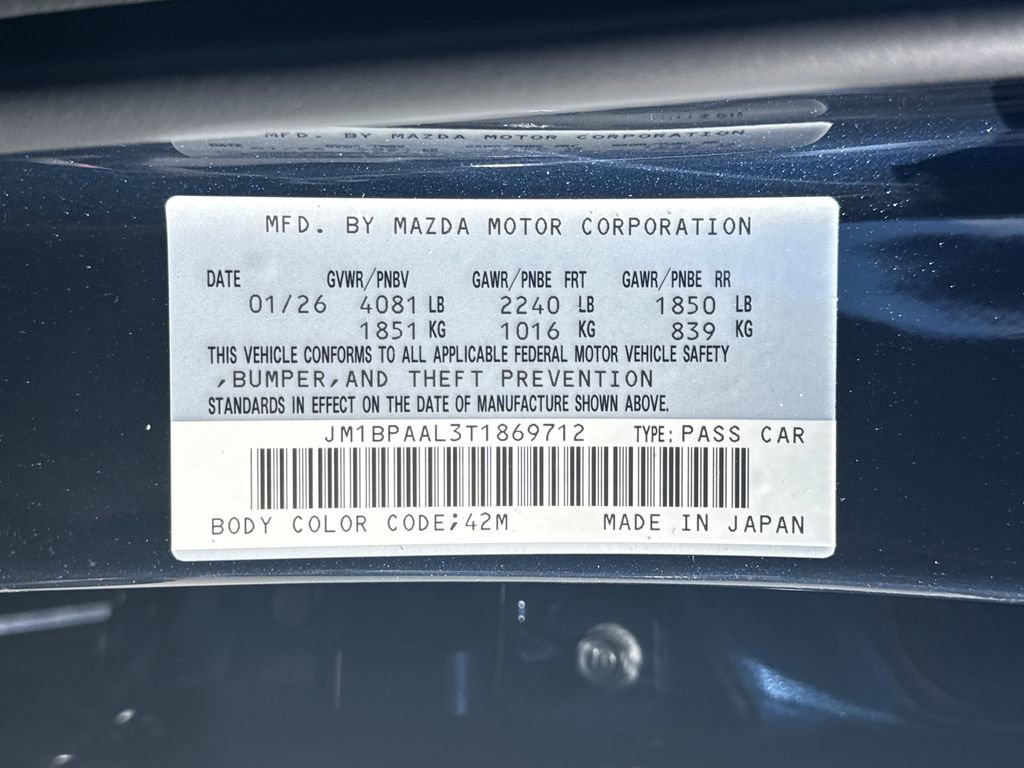 MFD. BY MAZDA MOTOR CORPORATION
MFD. BY MAZDA MOTOR CORPORATION
DATE GVWR/PNBV GAWR/PNBE FRT GAWR/PNBE RR
01/26 4081 LB 2240 LB 1850 LB
1851 KG 1016 KG 839 KG
THIS VEHICLE CONFORMS TO ALL APPLICABLE FEDERAL MOTOR VEHICLE SAFETY
,BUMPER,AND THEFT PREVENTION
STANDARDS IN EFFECT ON THE DATE OF MANUFACTURE SHOWN ABOVE.
JM1BPAAL3T1869712 TYPE: PASS CAR
BODY COLOR CODE;42M MADE IN JAPAN